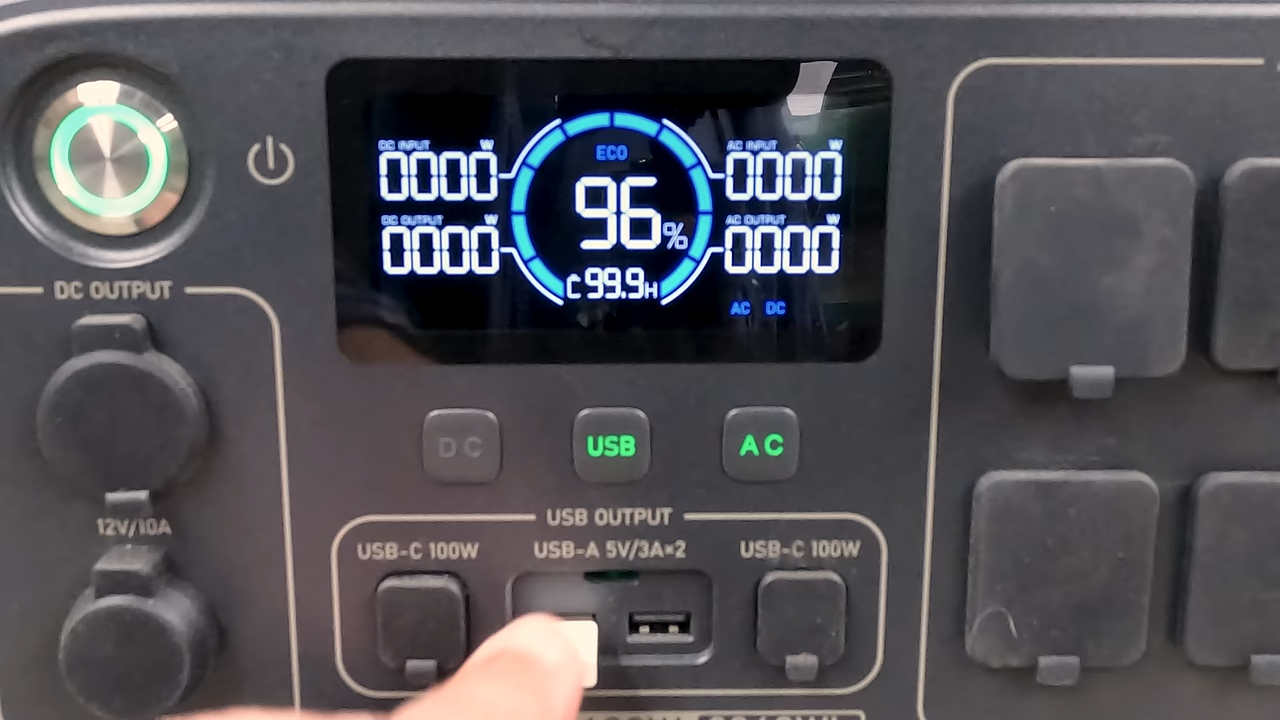 DC INPUT W
0000
DC OUTPUT W
0000
ECO
96%
C 99.9H
AC INPUT W
0000
AC OUTPUT W
0000
AC DC
DC OUTPUT
12V/10A
DC
USB
AC
USB OUTPUT
USB-C 100W
USB-A 5V/3A×2
USB-C 100W